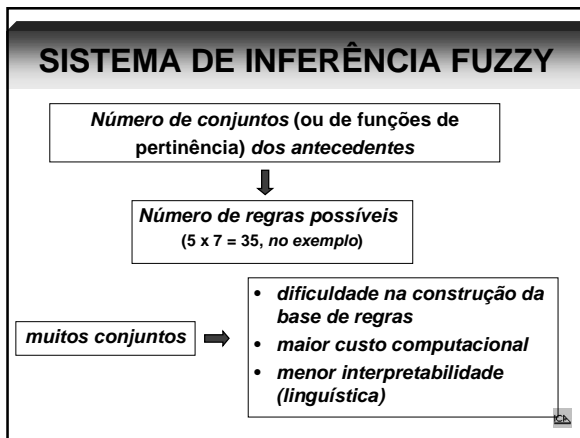 SISTEMA DE INFERÊNCIA FUZZY
Número de conjuntos (ou de funções de
pertinência) dos antecedentes
Número de regras possíveis
(5 x 7 = 35, no exemplo)
muitos conjuntos
• dificuldade na construção da
base de regras
• maior custo computacional
• menor interpretabilidade
(linguística)
ICA